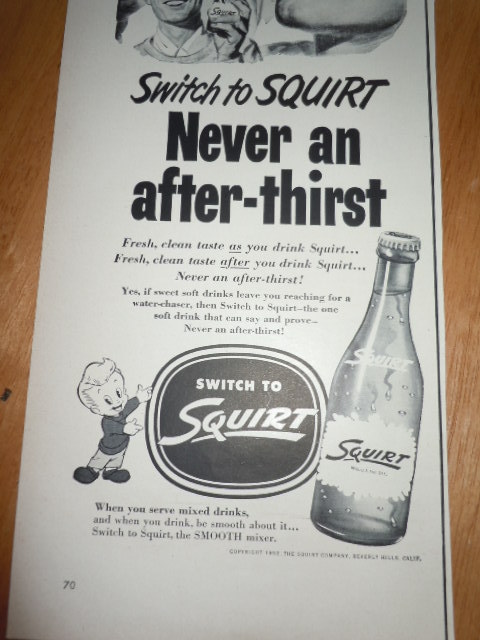 Squirt
Switch to SQUIRT
Never an
after-thirst
Fresh, clean taste as you drink Squirt...
Fresh, clean taste after you drink Squirt...
Never an after-thirst!
Yes, if sweet soft drinks leave you reaching for a
water-chaser, then Switch to Squirt—the one
soft drink that can say and prove—
Never an after-thirst!
SWITCH TO
SQUIRT
SQUIRT
SQUIRT
When you serve mixed drinks,
and when you drink, be smooth about it...
Switch to Squirt, the SMOOTH mixer.
COPYRIGHT THE SQUIRT COMPANY, BEVERLY HILLS, CALIF.
70